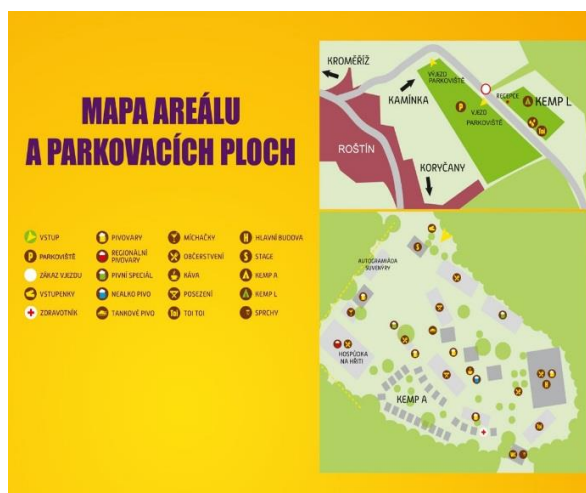 MAPA AREÁLU
A PARKOVACÍCH PLOCH
VSTUP
PARKOVIŠTĚ
ZÁKAZ VJEZDU
VSTUPENKY
ZDRAVOTNÍK
PIVOVARY
REGIONÁLNÍ
PIVOVARY
PIVNÍ SPECIÁL
NEALKO PIVO
TANKOVÉ PIVO
MÍCHAČKY
OBČERSTVENÍ
KÁVA
POSEZENÍ
TOI TOI
HLAVNÍ BUDOVA
STAGE
KEMP A
KEMP L
SPRCHY
KROMĚŘÍŽ
KAMÍNKA
VÝJEZD
PARKOVIŠTĚ
RECEPCE
KEMP L
VJEZD
PARKOVIŠTĚ
ROŠTÍN
KORYČANY
AUTOGRAMIÁDA
SUVENÝRY
HOSPŮDKA
NA HŘIŠTI
KEMP A